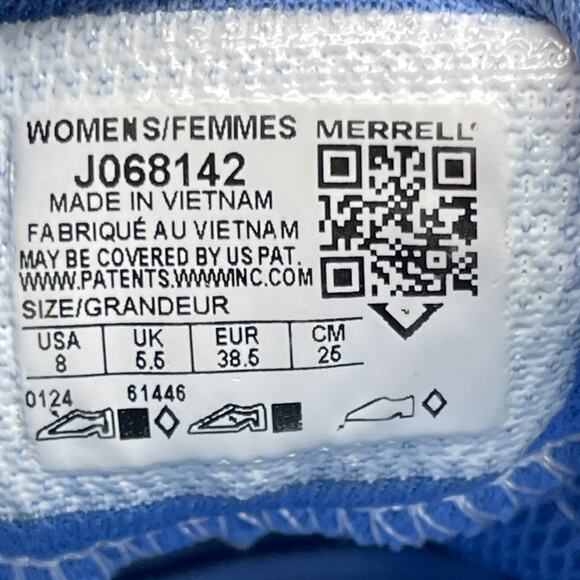 WOMENS/FEMMES MERRELL
J068142
MADE IN VIETNAM
FABRIQUÉ AU VIETNAM
MAY BE COVERED BY US PAT.
WWW.PATENTS.WWWINC.COM
SIZE/GRANDEUR
USA UK EUR CM
8 5.5 38.5 25
0124 61446